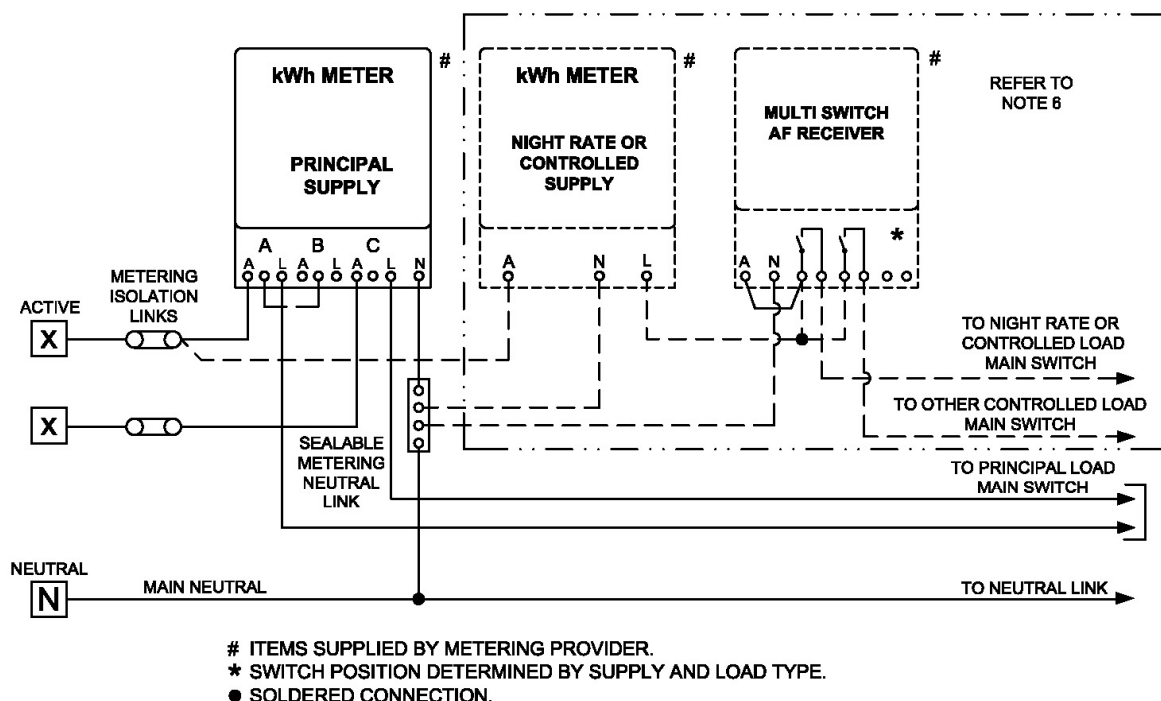 kWh METER
PRINCIPAL
SUPPLY
#
A B C
A L A L A L N
kWh METER
NIGHT RATE OR
CONTROLLED
SUPPLY
#
A N L
MULTI SWITCH
AF RECEIVER
#
*
A N
REFER TO
NOTE 6
METERING
ISOLATION
LINKS
ACTIVE
X
X
SEALABLE
METERING
NEUTRAL
LINK
TO NIGHT RATE OR
CONTROLLED LOAD
MAIN SWITCH
TO OTHER CONTROLLED LOAD
MAIN SWITCH
TO PRINCIPAL LOAD
MAIN SWITCH
NEUTRAL
N
MAIN NEUTRAL
TO NEUTRAL LINK
# ITEMS SUPPLIED BY METERING PROVIDER.
* SWITCH POSITION DETERMINED BY SUPPLY AND LOAD TYPE.
● SOLDERED CONNECTION.